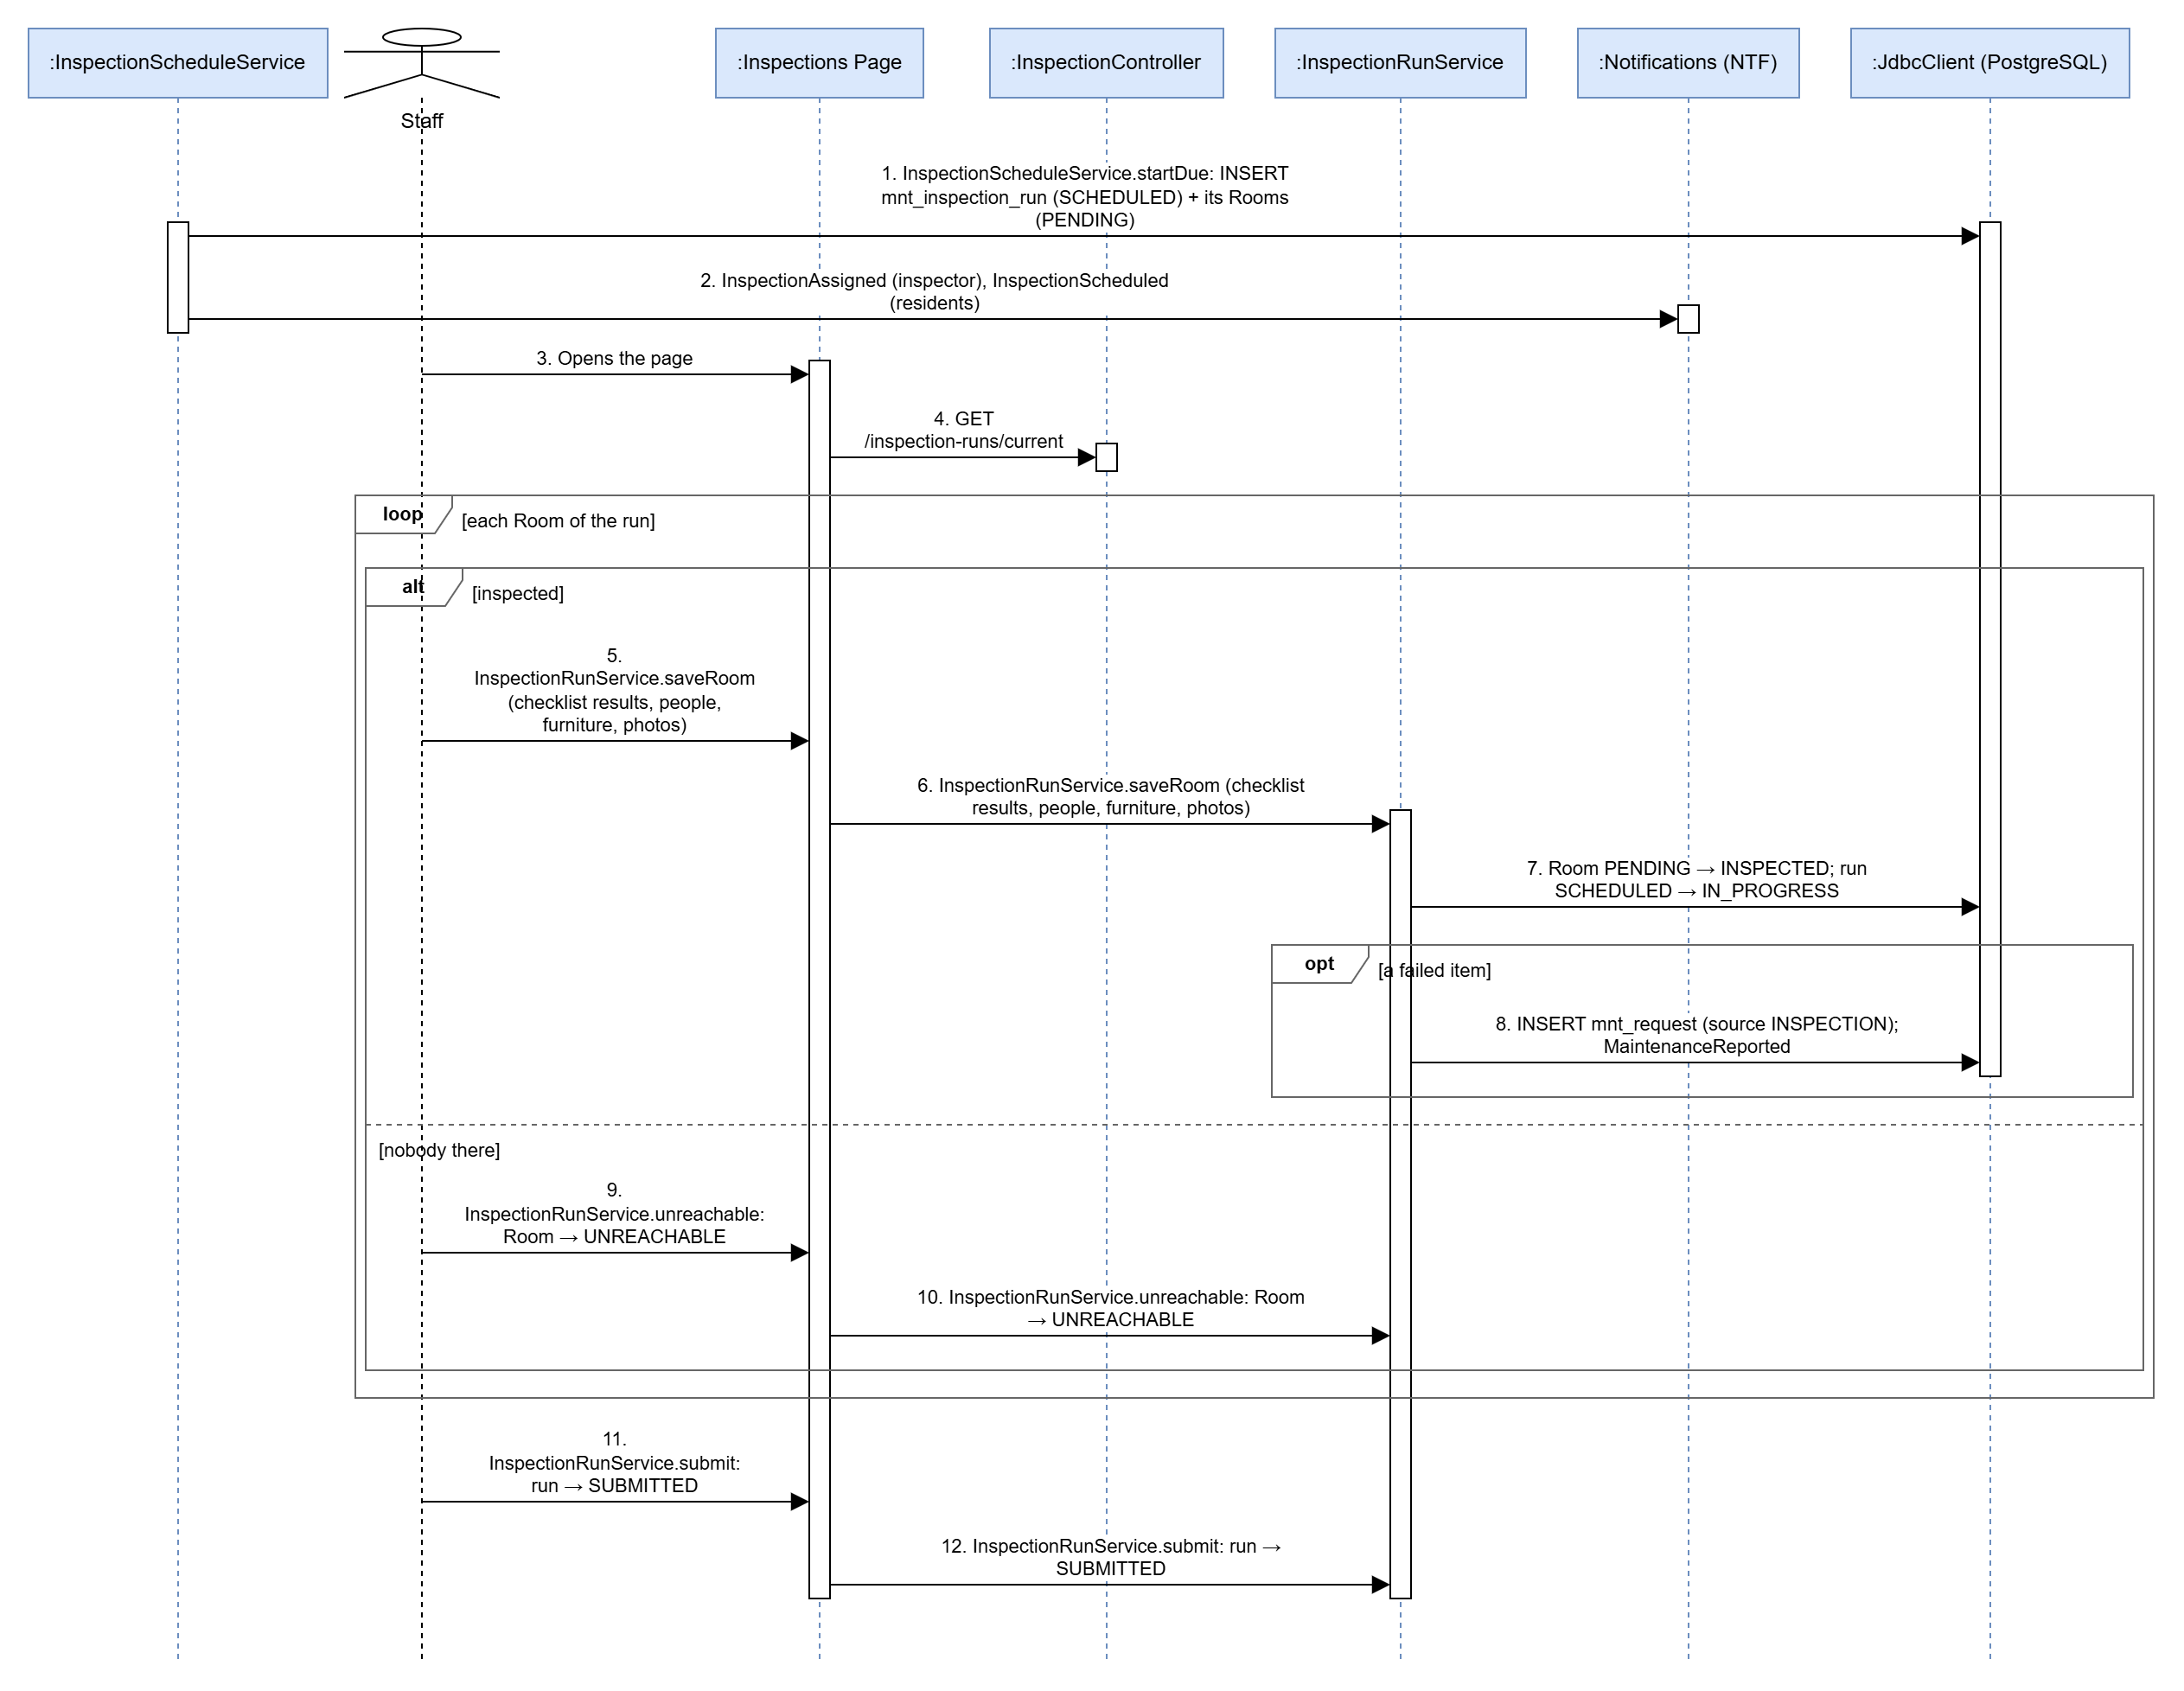 :InspectionScheduleService
Staff
:Inspections Page
:InspectionController
:InspectionRunService
:Notifications (NTF)
:JdbcClient (PostgreSQL)
1. InspectionScheduleService.startDue: INSERT
mnt_inspection_run (SCHEDULED) + its Rooms
(PENDING)
2. InspectionAssigned (inspector), InspectionScheduled
(residents)
3. Opens the page
4. GET
/inspection-runs/current
loop
[each Room of the run]
alt
[inspected]
5.
InspectionRunService.saveRoom
(checklist results, people,
furniture, photos)
6. InspectionRunService.saveRoom (checklist
results, people, furniture, photos)
7. Room PENDING → INSPECTED; run
SCHEDULED → IN_PROGRESS
opt
[a failed item]
8. INSERT mnt_request (source INSPECTION);
MaintenanceReported
[nobody there]
9.
InspectionRunService.unreachable:
Room → UNREACHABLE
10. InspectionRunService.unreachable: Room
→ UNREACHABLE
11.
InspectionRunService.submit:
run → SUBMITTED
12. InspectionRunService.submit: run →
SUBMITTED